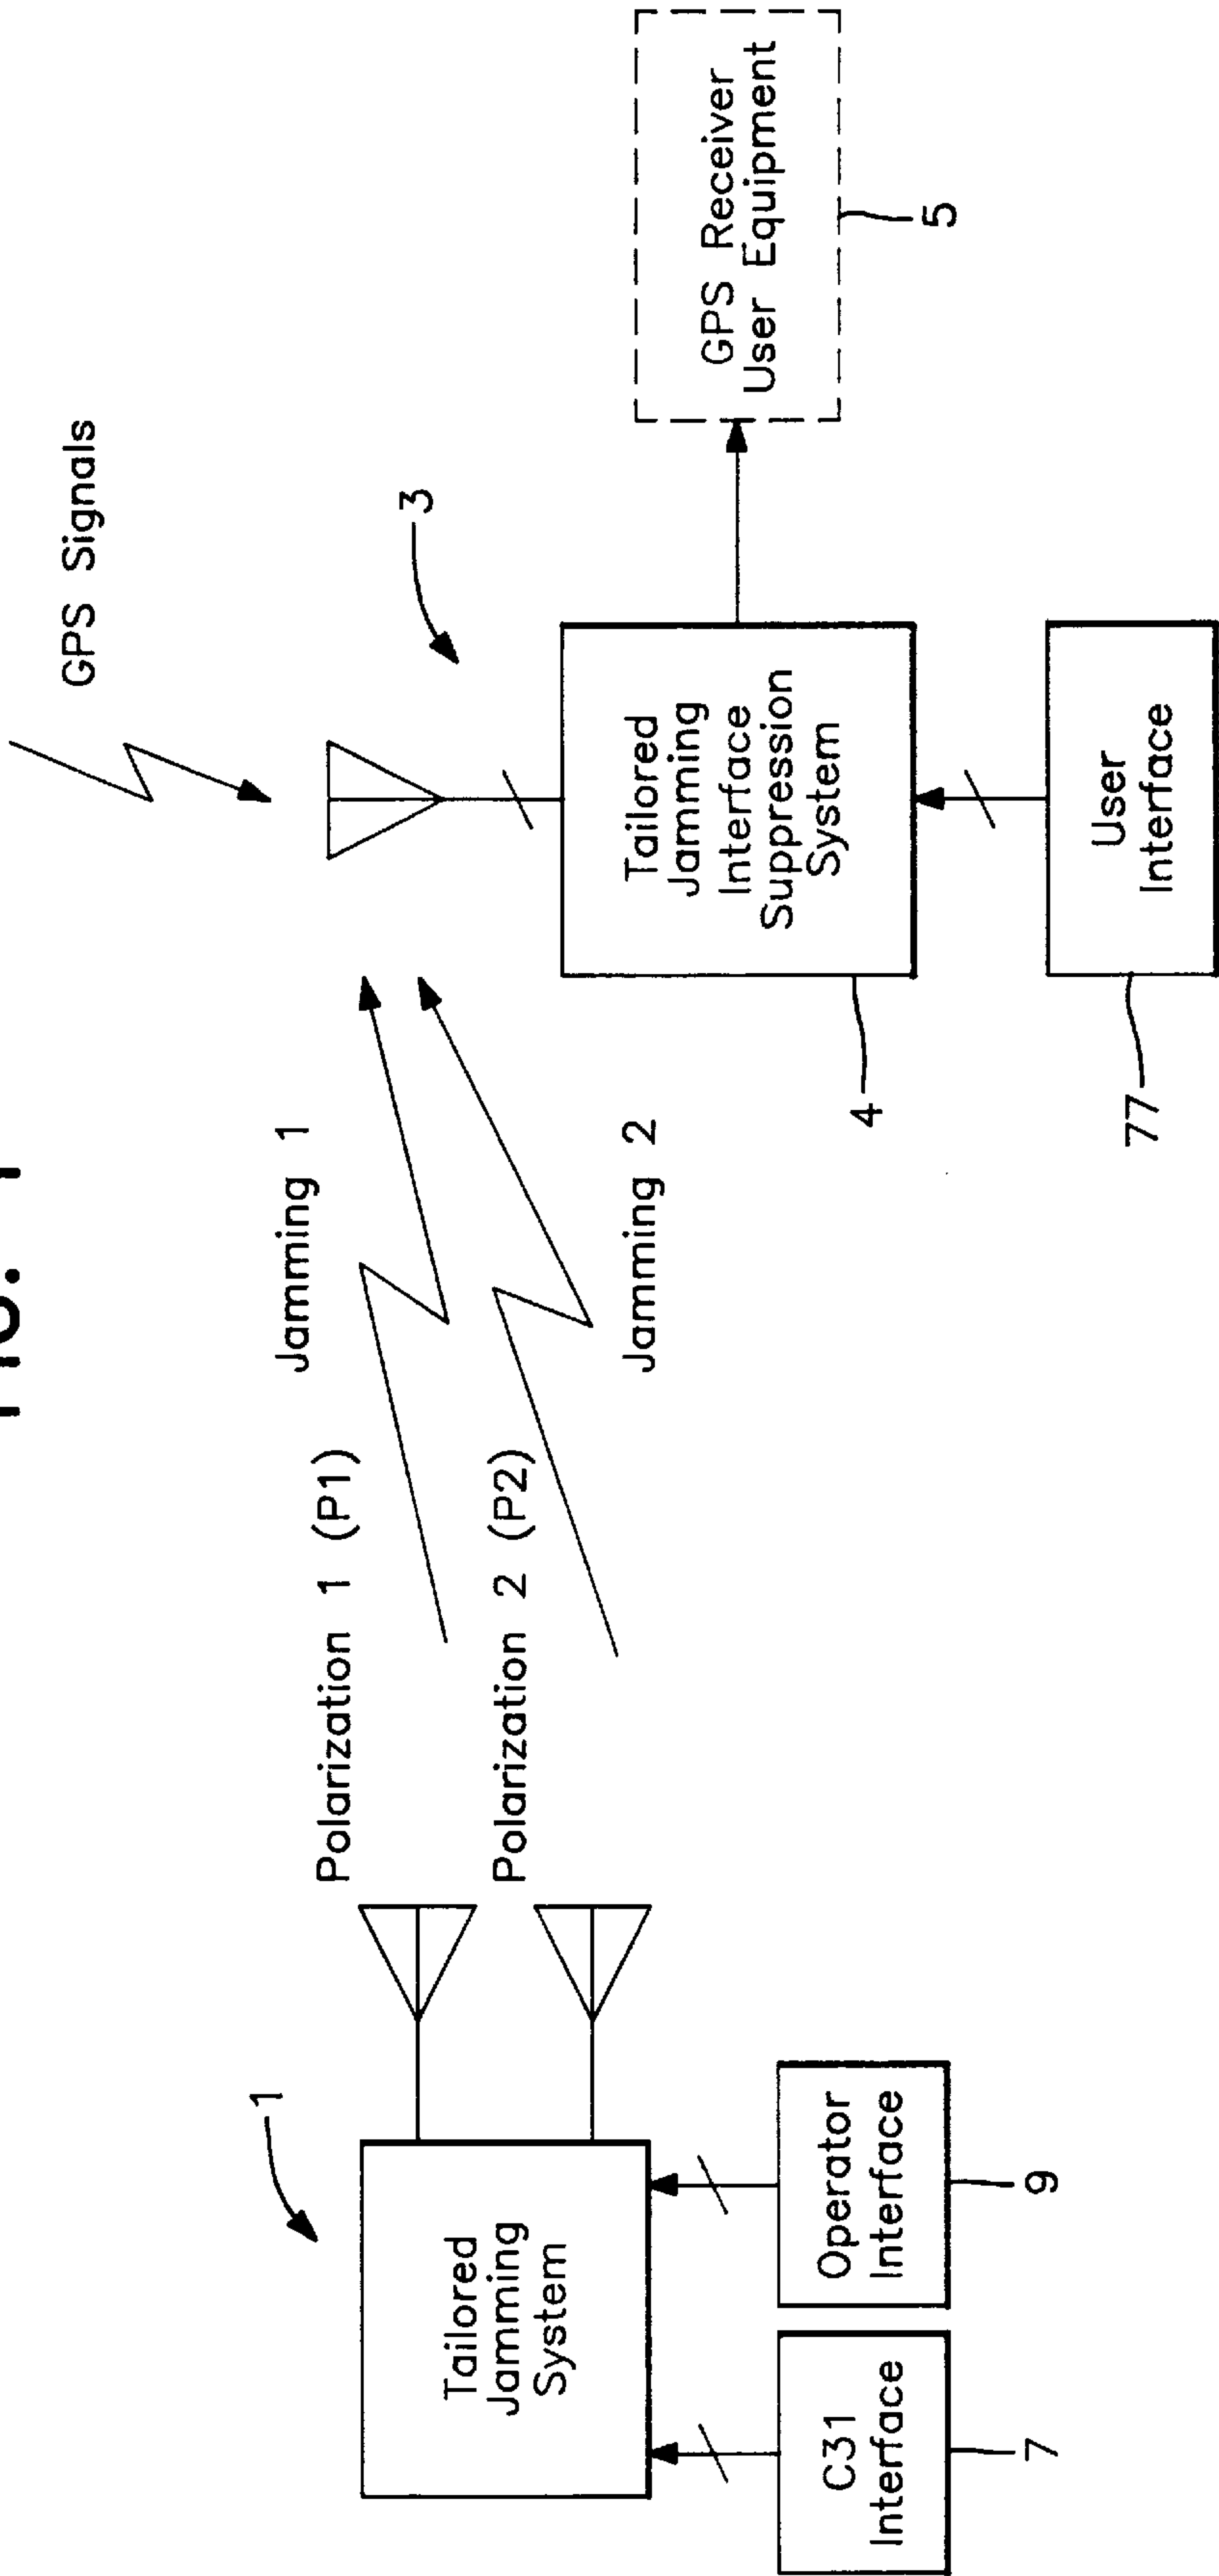 FIG. 1
GPS Signals
1
Tailored
Jamming
System
Polarization 1 (P1)
Polarization 2 (P2)
Jamming 1
Jamming 2
3
Tailored
Jamming
Interface
Suppression
System
4
GPS Receiver
User Equipment
5
C31
Interface
7
Operator
Interface
9
User
Interface
77